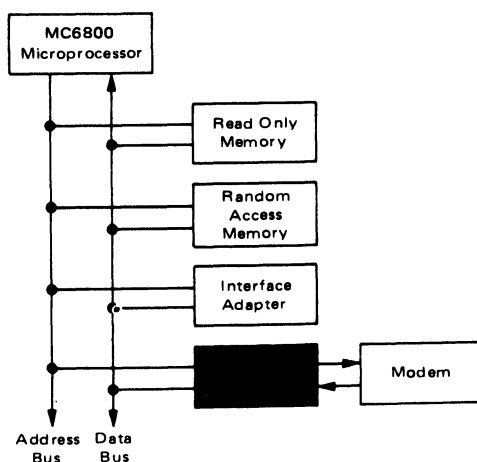 MC6800
Microprocessor
Read Only
Memory
Random
Access
Memory
Interface
Adapter
Modem
Address
Bus
Data
Bus